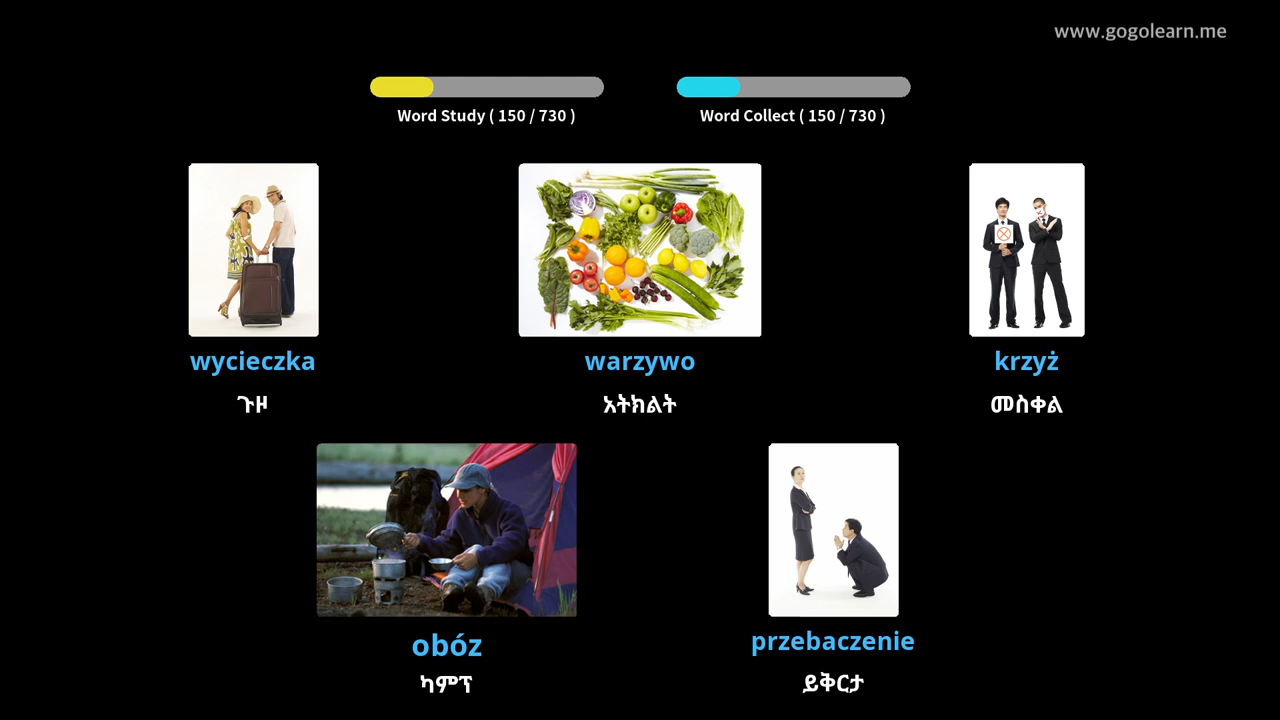 www.gogolearn.me
Word Study ( 150 / 730 )
Word Collect ( 150 / 730 )
wycieczka
ጉዞ
warzywo
አትክልት
krzyż
መስቀል
obóz
ካምፕ
przebaczenie
ይቅርታ